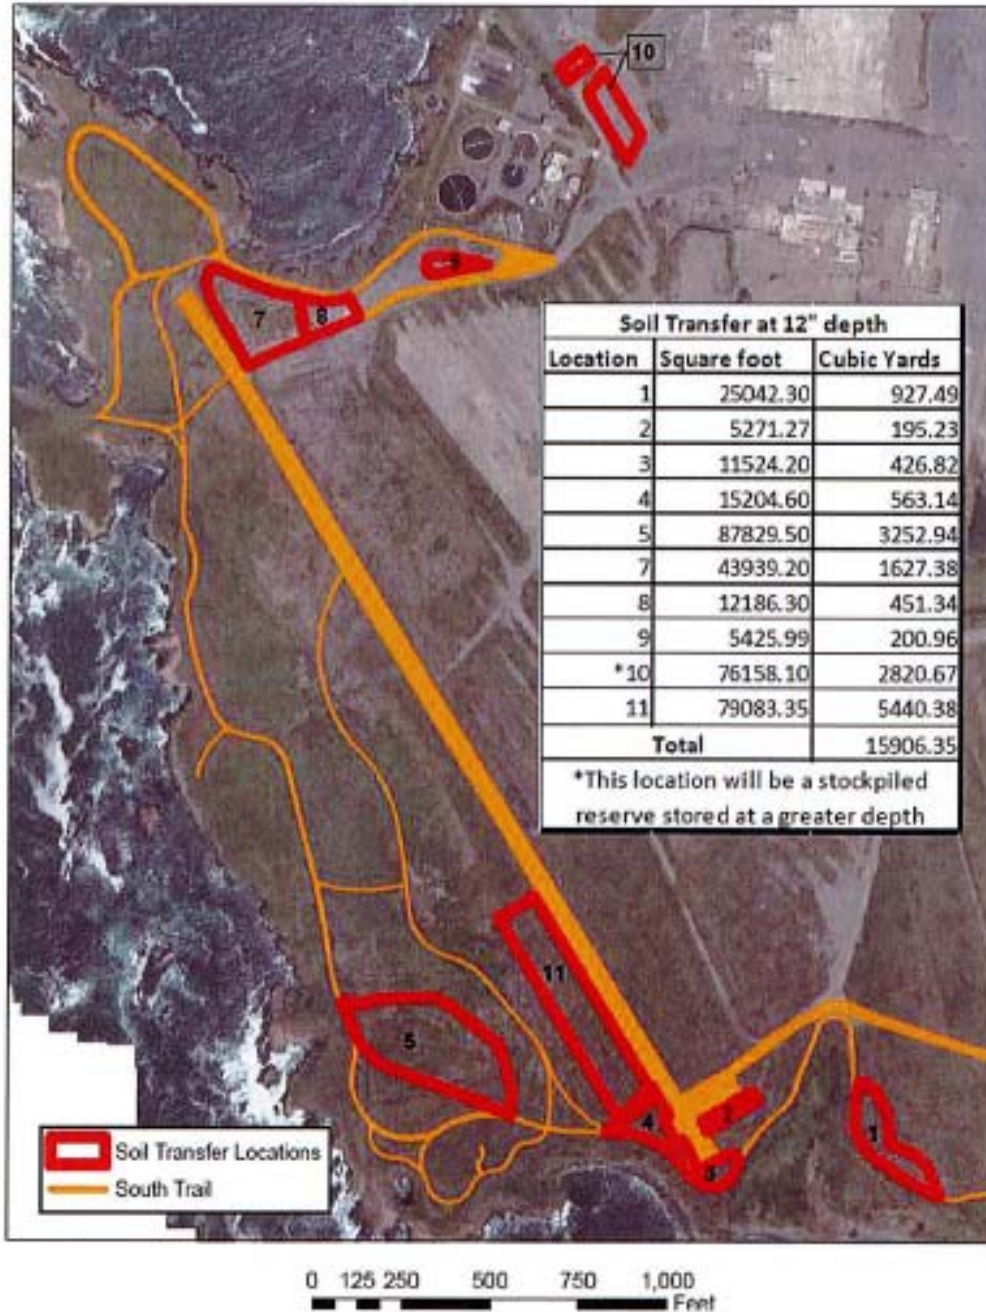 10
7
8
9
Soil Transfer at 12" depth
Location Square foot Cubic Yards
1 25042.30 927.49
2 5271.27 195.23
3 11524.20 426.82
4 15204.60 563.14
5 87829.50 3252.94
7 43939.20 1627.38
8 12186.30 451.34
9 5425.99 200.96
*10 76158.10 2820.67
11 79083.35 5440.38
Total 15906.35
*This location will be a stockpiled
reserve stored at a greater depth
11
5
4
2
1
3
Soil Transfer Locations
South Trail
0 125 250 500 750 1,000
Feet